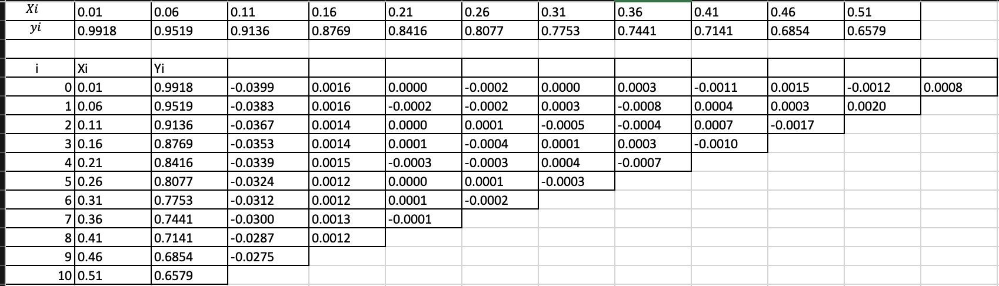 Xi 0.01 0.06 0.11 0.16 0.21 0.26 0.31 0.36 0.41 0.46 0.51
yi 0.9918 0.9519 0.9136 0.8769 0.8416 0.8077 0.7753 0.7441 0.7141 0.6854 0.6579
i Xi Yi
0 0.01 0.9918 -0.0399 0.0016 0.0000 -0.0002 0.0000 0.0003 -0.0011 0.0015 -0.0012 0.0008
1 0.06 0.9519 -0.0383 0.0016 -0.0002 -0.0002 0.0003 -0.0008 0.0004 0.0003 0.0020
2 0.11 0.9136 -0.0367 0.0014 0.0000 0.0001 -0.0005 -0.0004 0.0007 -0.0017
3 0.16 0.8769 -0.0353 0.0014 0.0001 -0.0004 0.0001 0.0003 -0.0010
4 0.21 0.8416 -0.0339 0.0015 -0.0003 -0.0003 0.0004 -0.0007
5 0.26 0.8077 -0.0324 0.0012 0.0000 0.0001 -0.0003
6 0.31 0.7753 -0.0312 0.0012 0.0001 -0.0002
7 0.36 0.7441 -0.0300 0.0013 -0.0001
8 0.41 0.7141 -0.0287 0.0012
9 0.46 0.6854 -0.0275
10 0.51 0.6579